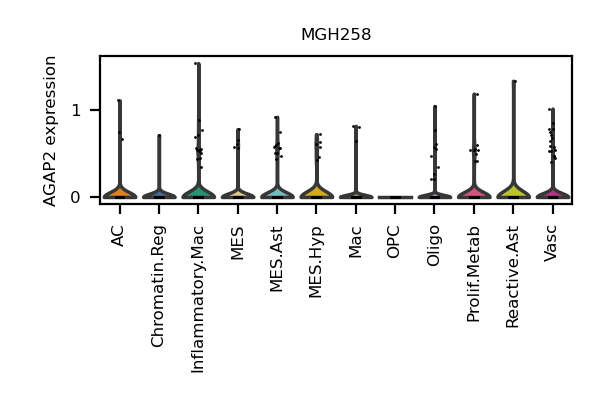 MGH258
AGAP2 expression
1
0
AC
Chromatin.Reg
Inflammatory.Mac
MES
MES.Ast
MES.Hyp
Mac
OPC
Oligo
Prolif.Metab
Reactive.Ast
Vasc